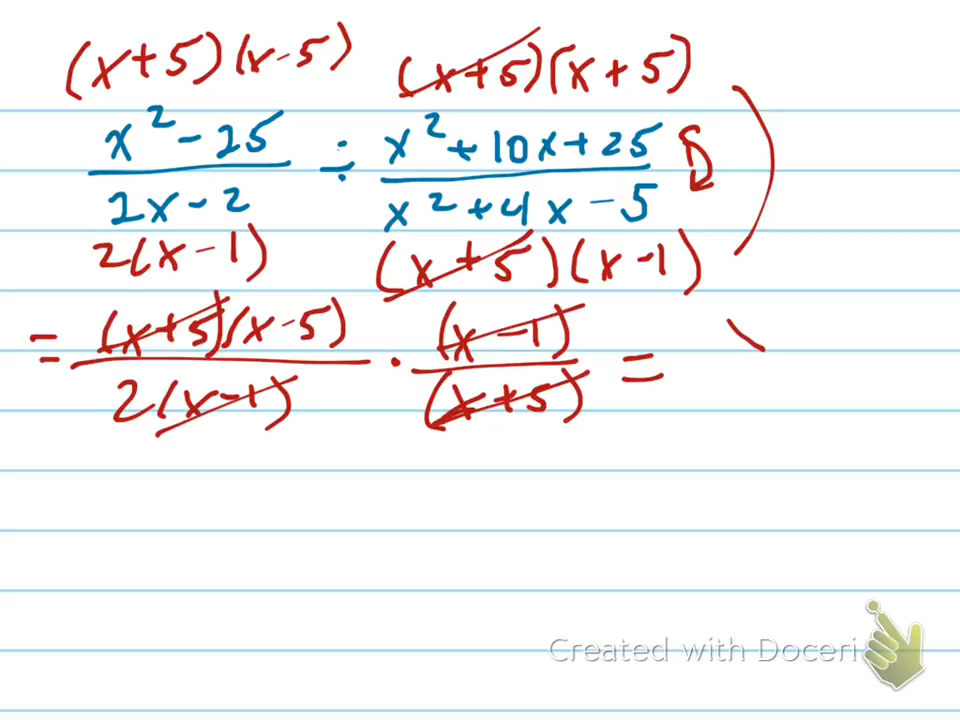 (x+5)(x-5) (x+5)(x+5)
x²-25 ÷ x²+10x+25
2x-2 x²+4x-5
2(x-1) (x+5)(x-1)
= (x+5)(x-5) · (x-1) =
2(x-1) (x+5)
Created with Doceri